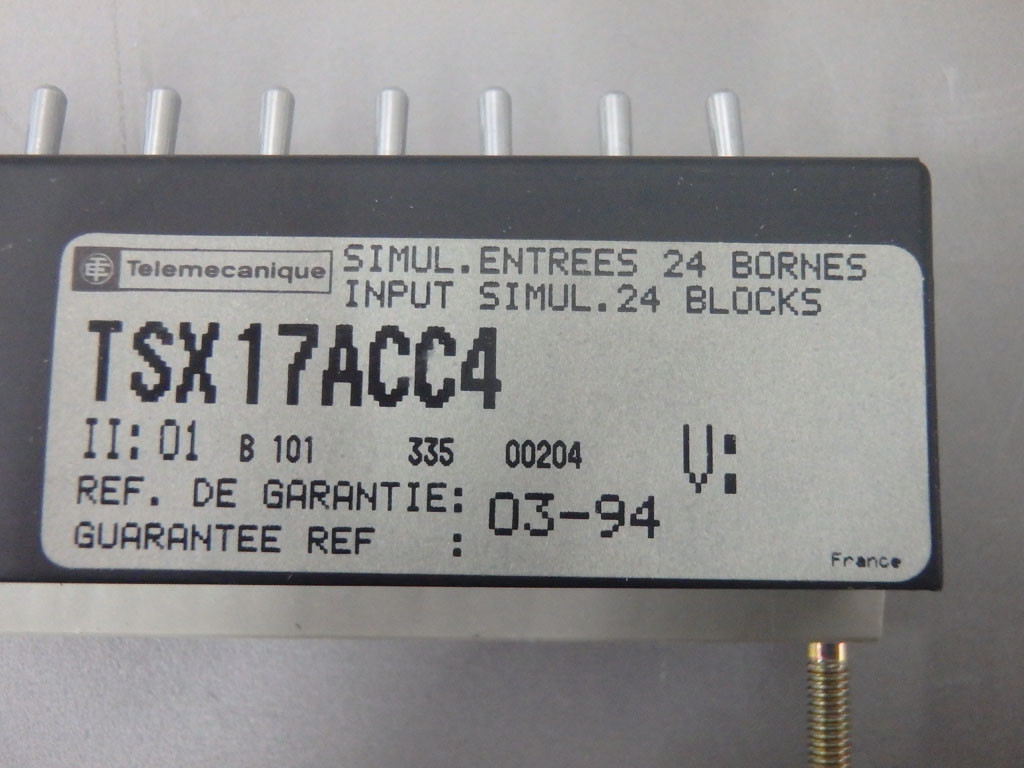 Telemecanique
SIMUL.ENTREES 24 BORNES
INPUT SIMUL.24 BLOCKS
TSX17ACC4
II:01 B 101 335 00204 V:
REF. DE GARANTIE: 03-94
GUARANTEE REF :
France